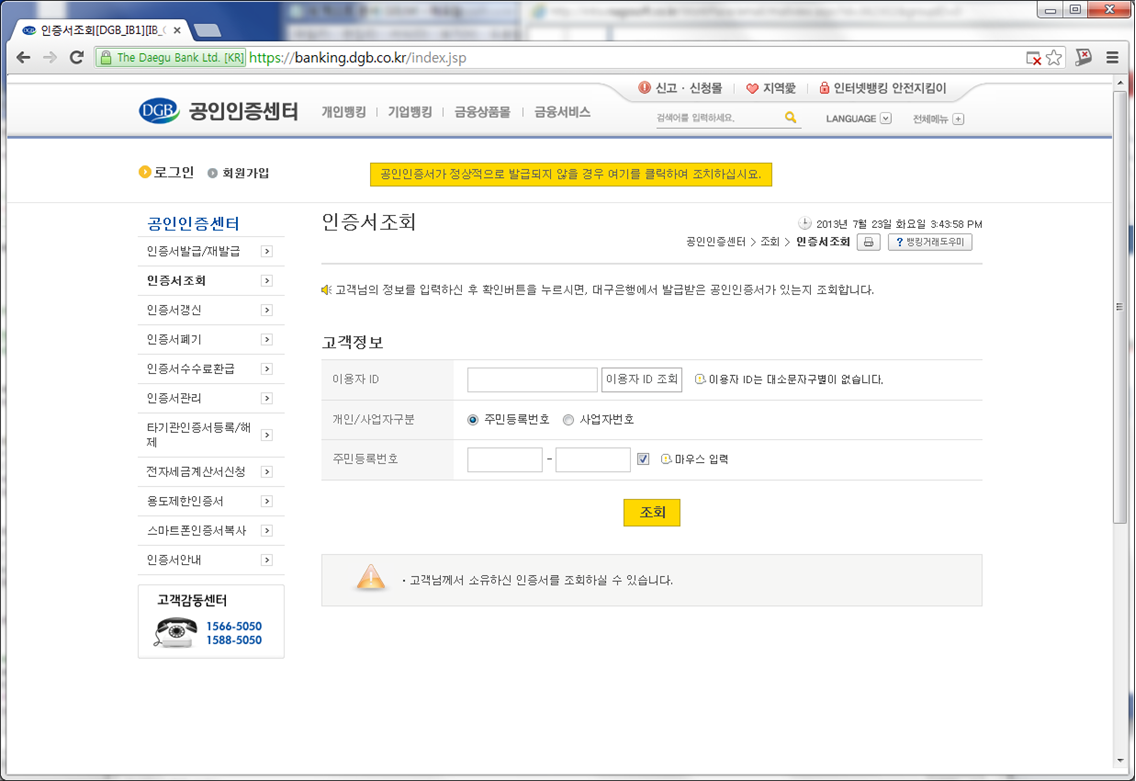 인증서조회[DGB_IB1][IB_
The Daegu Bank Ltd. [KR] https://banking.dgb.co.kr/index.jsp
신고 · 신청물 지역愛 인터넷뱅킹 안전지킴이
DGB 공인인증센터 개인뱅킹 기업뱅킹 금융상품몰 금융서비스
검색어를 입력하세요. LANGUAGE 전체메뉴
로그인 회원가입
공인인증서가 정상적으로 발급되지 않을 경우 여기를 클릭하여 조치하십시요.
공인인증센터
인증서발급/재발급
인증서조회
인증서갱신
인증서폐기
인증서수수료환급
인증서관리
타기관인증서등록/해
제
전자세금계산서신청
용도제한인증서
스마트폰인증서복사
인증서안내
고객감동센터
1566-5050
1588-5050
인증서조회
2013년 7월 23일 화요일 3:43:58 PM
공인인증센터 > 조회 > 인증서조회 ? 뱅킹거래도우미
고객님의 정보를 입력하신 후 확인버튼을 누르시면, 대구은행에서 발급받은 공인인증서가 있는지 조회합니다.
고객정보
이용자 ID 이용자 ID 조회 이용자 ID는 대소문자구별이 없습니다.
개인/사업자구분 주민등록번호 사업자번호
주민등록번호 - 마우스 입력
조회
· 고객님께서 소유하신 인증서를 조회하실 수 있습니다.